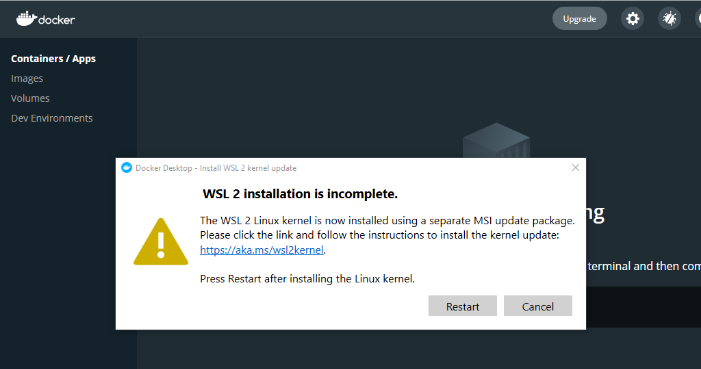 docker
Upgrade
Containers / Apps
Images
Volumes
Dev Environments
Docker Desktop - Install WSL 2 kernel update
WSL 2 installation is incomplete.
The WSL 2 Linux kernel is now installed using a separate MSI update package.
Please click the link and follow the instructions to install the kernel update:
https://aka.ms/wsl2kernel.
Press Restart after installing the Linux kernel.
Restart
Cancel
ng
terminal and then com